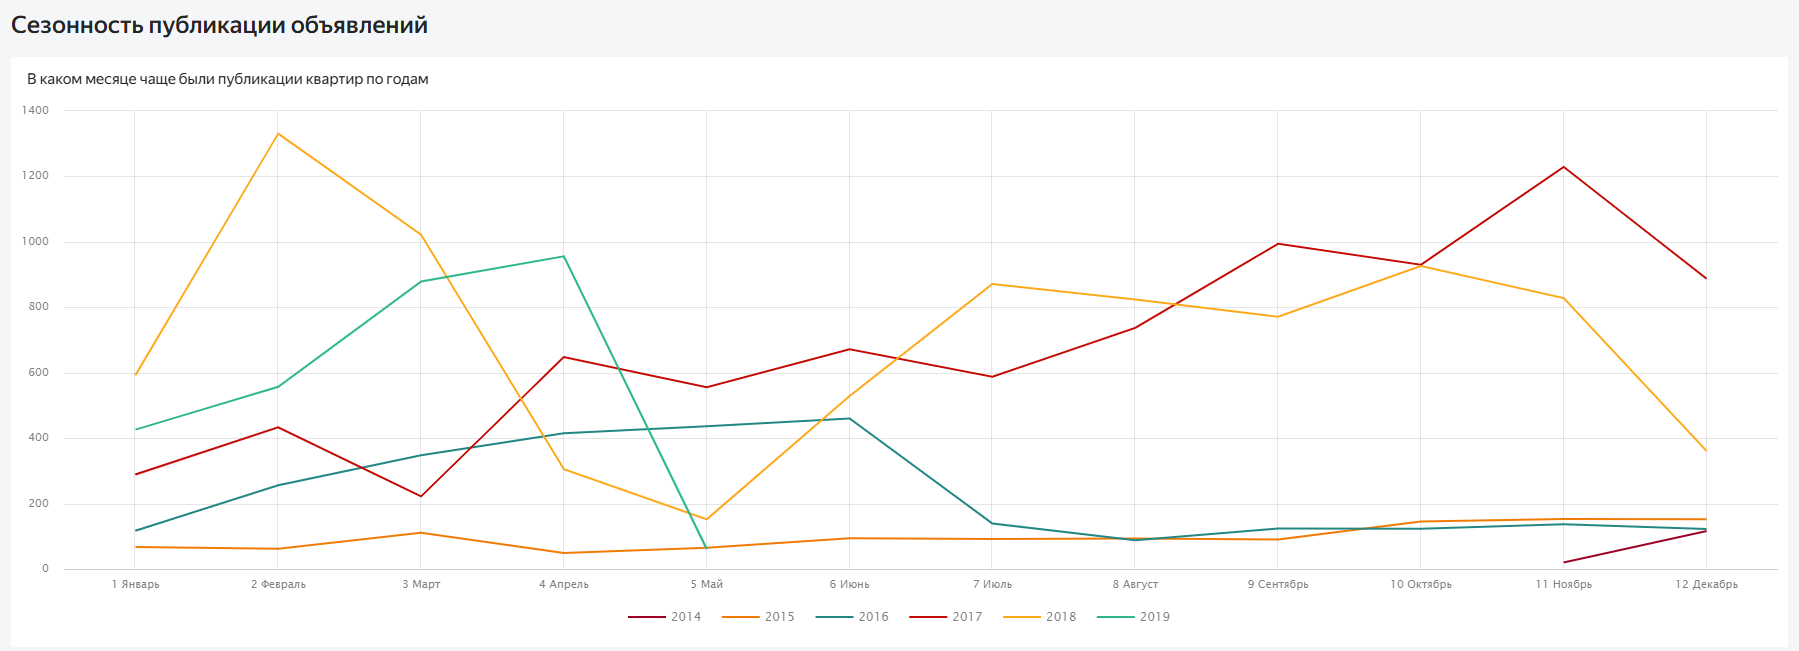 Сезонность публикации объявлений
В каком месяце чаще были публикации квартир по годам
1400
1200
1000
800
600
400
200
0
1 Январь 2 Февраль 3 Март 4 Апрель 5 Май 6 Июнь 7 Июль 8 Август 9 Сентябрь 10 Октябрь 11 Ноябрь 12 Декабрь
2014 2015 2016 2017 2018 2019